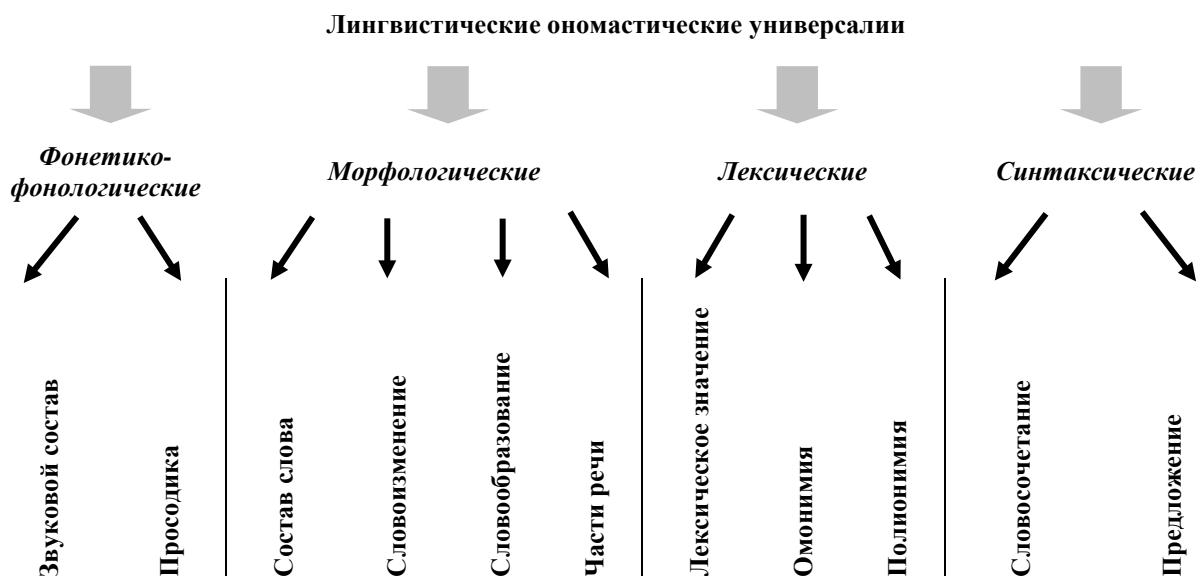 Лингвистические ономастические универсалии
Фонетико-
фонологические
Морфологические
Лексические
Синтаксические
Звуковой состав
Просодика
Состав слова
Словоизменение
Словообразование
Части речи
Лексическое значение
Омонимия
Полионимия
Словосочетание
Предложение